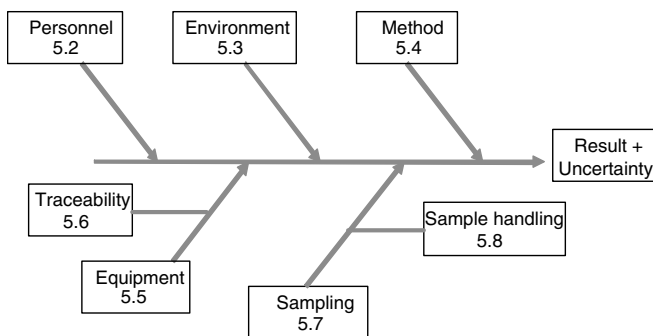 Personnel
5.2
Environment
5.3
Method
5.4
Result +
Uncertainty
Traceability
5.6
Sample handling
5.8
Equipment
5.5
Sampling
5.7